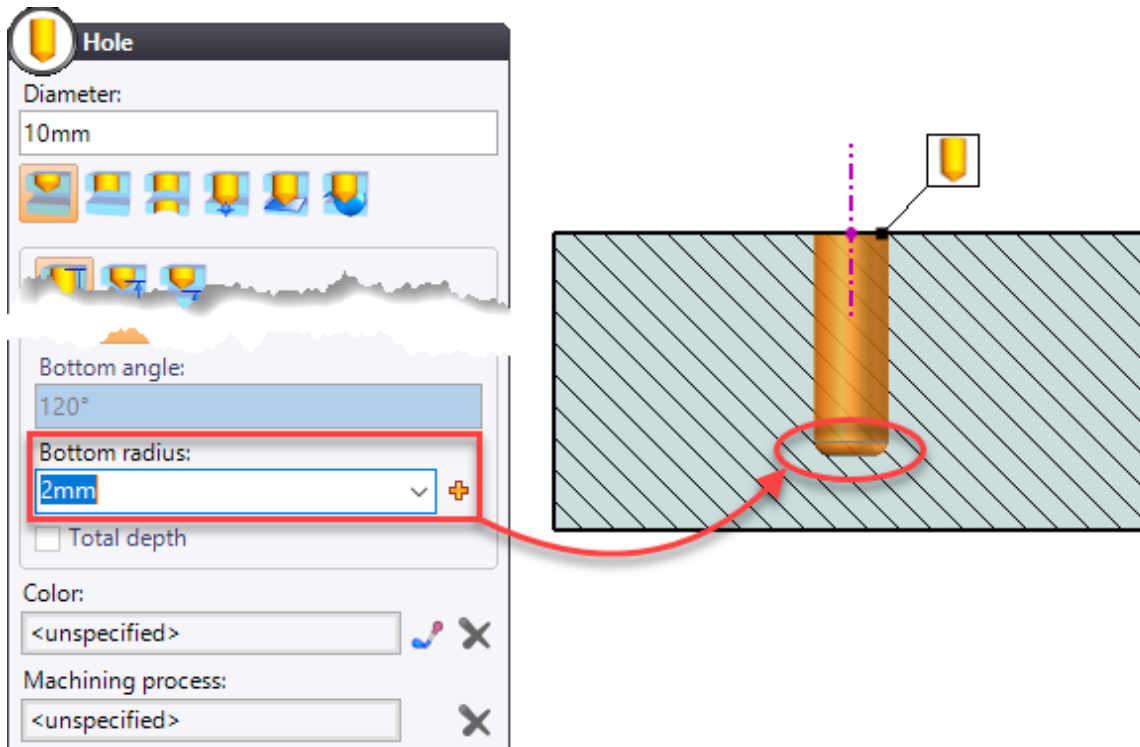 Hole
Diameter:
10mm
Bottom angle:
120°
Bottom radius:
2mm
Total depth
Color:
<unspecified>
Machining process:
<unspecified>